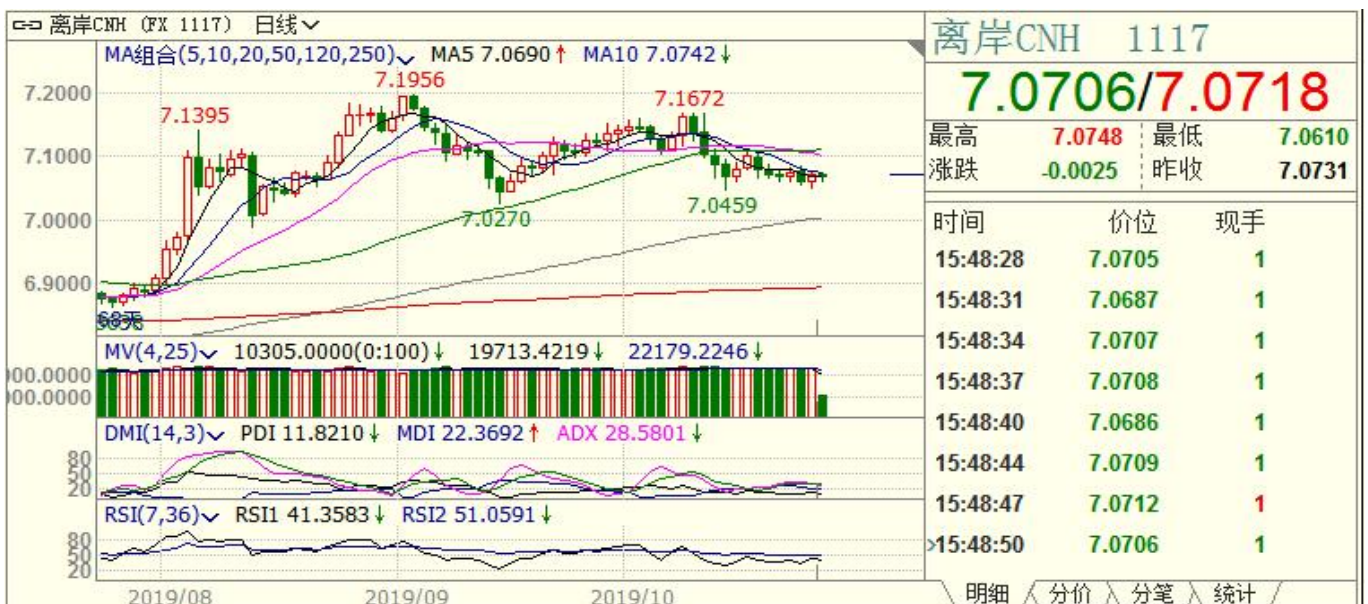 离岸CNH (FX 1117) 日线
MA组合(5,10,20,50,120,250) MA5 7.0690↑ MA10 7.0742↓
7.2000
7.1000
7.0000
6.9000
7.1395
7.1956
7.1672
7.0270
7.0459
MV(4,25) 10305.0000(0:100)↓ 19713.4219↓ 22179.2246↓
000.0000
000.0000
DMI(14,3) PDI 11.8210↓ MDI 22.3692↑ ADX 28.5801↓
80
50
20
RSI(7,36) RSI1 41.3583↓ RSI2 51.0591↓
80
50
20
2019/08 2019/09 2019/10
离岸CNH 1117
7.0706/7.0718
最高 7.0748 最低 7.0610
涨跌 -0.0025 昨收 7.0731
时间 价位 现手
15:48:28 7.0705 1
15:48:31 7.0687 1
15:48:34 7.0707 1
15:48:37 7.0708 1
15:48:40 7.0686 1
15:48:44 7.0709 1
15:48:47 7.0712 1
>15:48:50 7.0706 1
明细 分价 分笔 统计